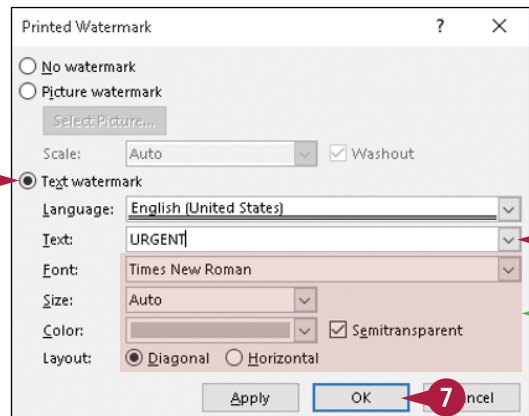 Printed Watermark ? ×
No watermark
Picture watermark
Select Picture...
Scale: Auto Washout
Text watermark
Language: English (United States)
Text: URGENT
Font: Times New Roman
Size: Auto
Color: Semitransparent
Layout: Diagonal Horizontal
Apply OK 7 ncel